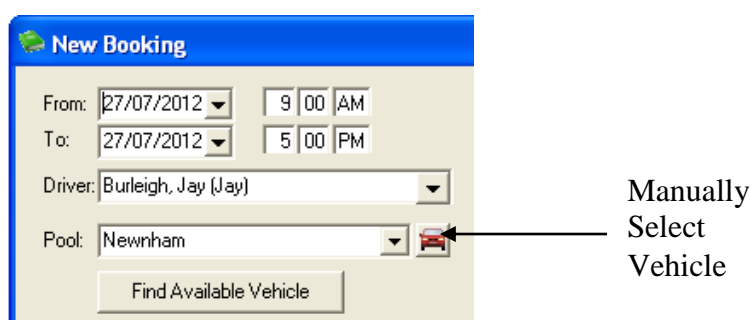 New Booking
From: 27/07/2012 9 00 AM
To: 27/07/2012 5 00 PM
Driver: Burleigh, Jay (Jay)
Pool: Newnham
Find Available Vehicle
Manually
Select
Vehicle